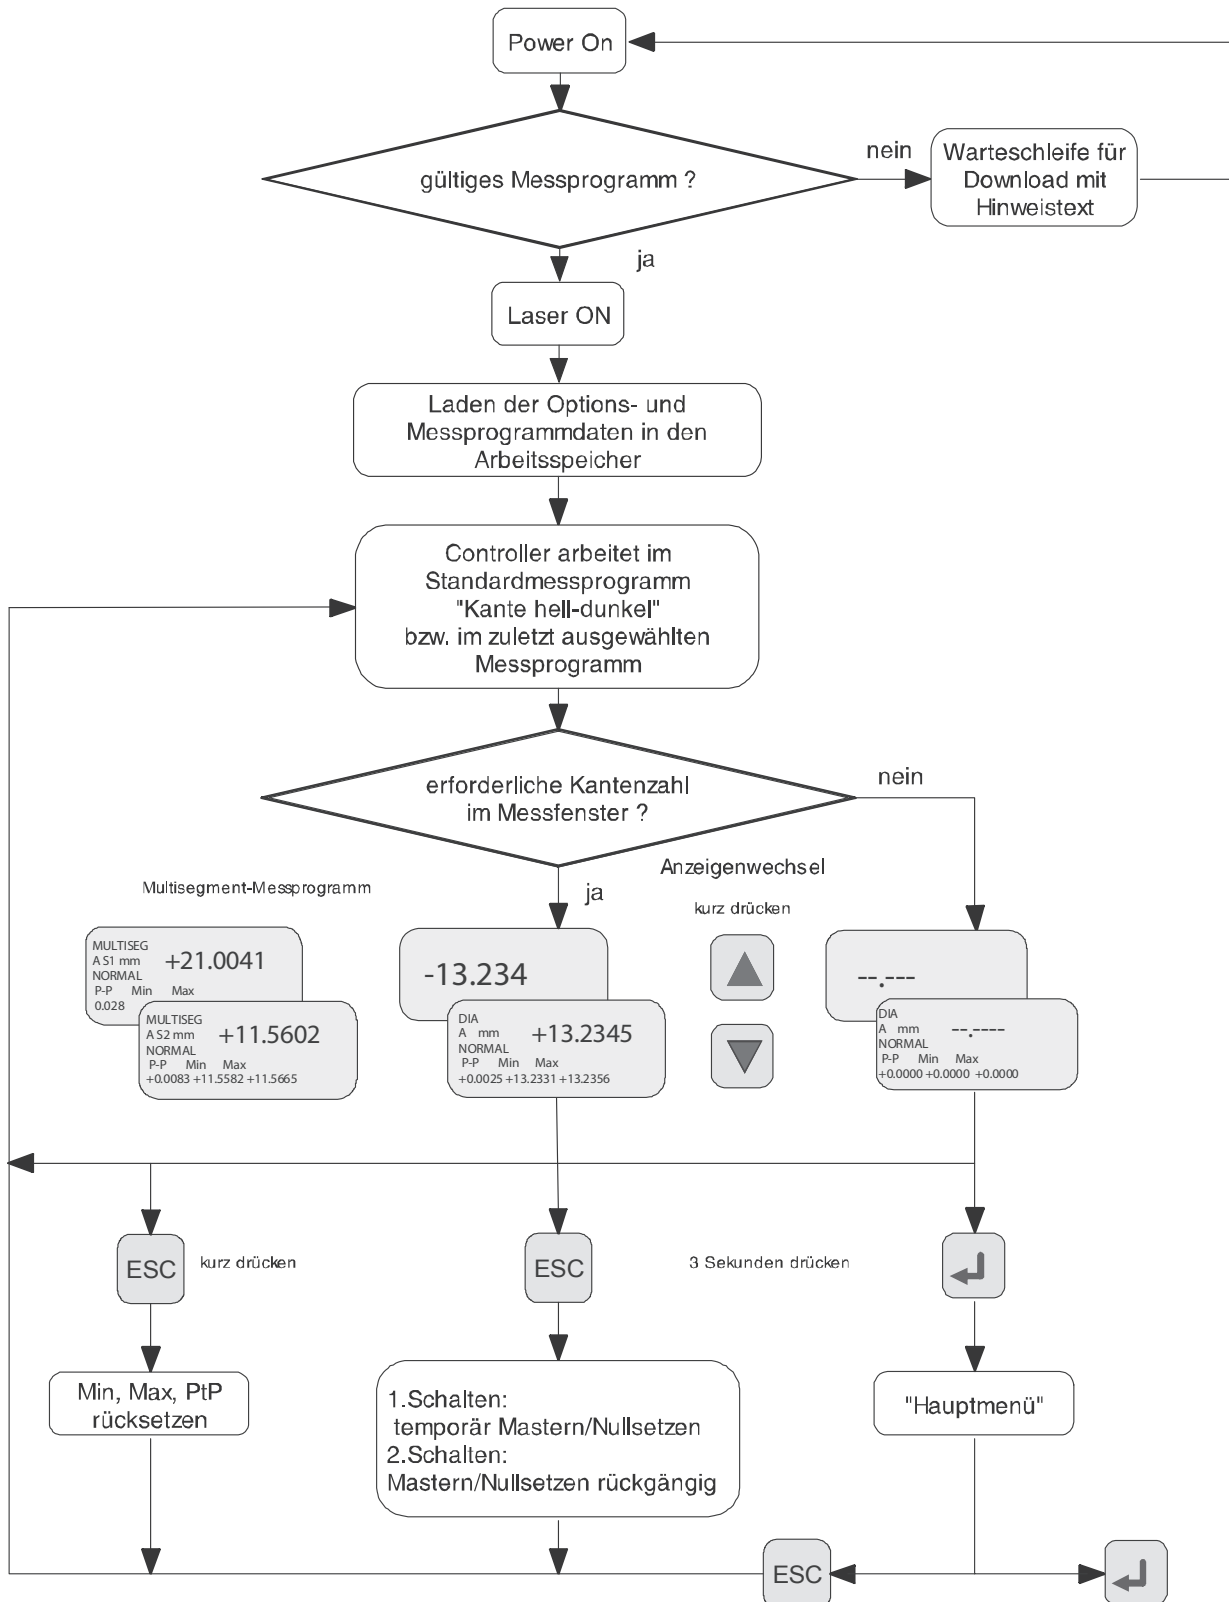 Power On
gültiges Messprogramm ?
nein
Warteschleife für
Download mit
Hinweistext
ja
Laser ON
Laden der Options- und
Messprogrammdaten in den
Arbeitsspeicher
Controller arbeitet im
Standardmessprogramm
"Kante hell-dunkel"
bzw. im zuletzt ausgewählten
Messprogramm
erforderliche Kantenzahl
im Messfenster ?
nein
ja
Multisegment-Messprogramm
Anzeigenwechsel
kurz drücken
MULTISEG
A S1 mm +21.0041
NORMAL
P-P Min Max
0.028
MULTISEG
A S2 mm +11.5602
NORMAL
P-P Min Max
+0.0083 +11.5582 +11.5665
-13.234
DIA
A mm +13.2345
NORMAL
P-P Min Max
+0.0025 +13.2331 +13.2356
--.---
DIA
A mm --.----
NORMAL
P-P Min Max
+0.0000 +0.0000 +0.0000
ESC
kurz drücken
ESC
3 Sekunden drücken
Min, Max, PtP
rücksetzen
1.Schalten:
temporär Mastern/Nullsetzen
2.Schalten:
Mastern/Nullsetzen rückgängig
"Hauptmenü"
ESC